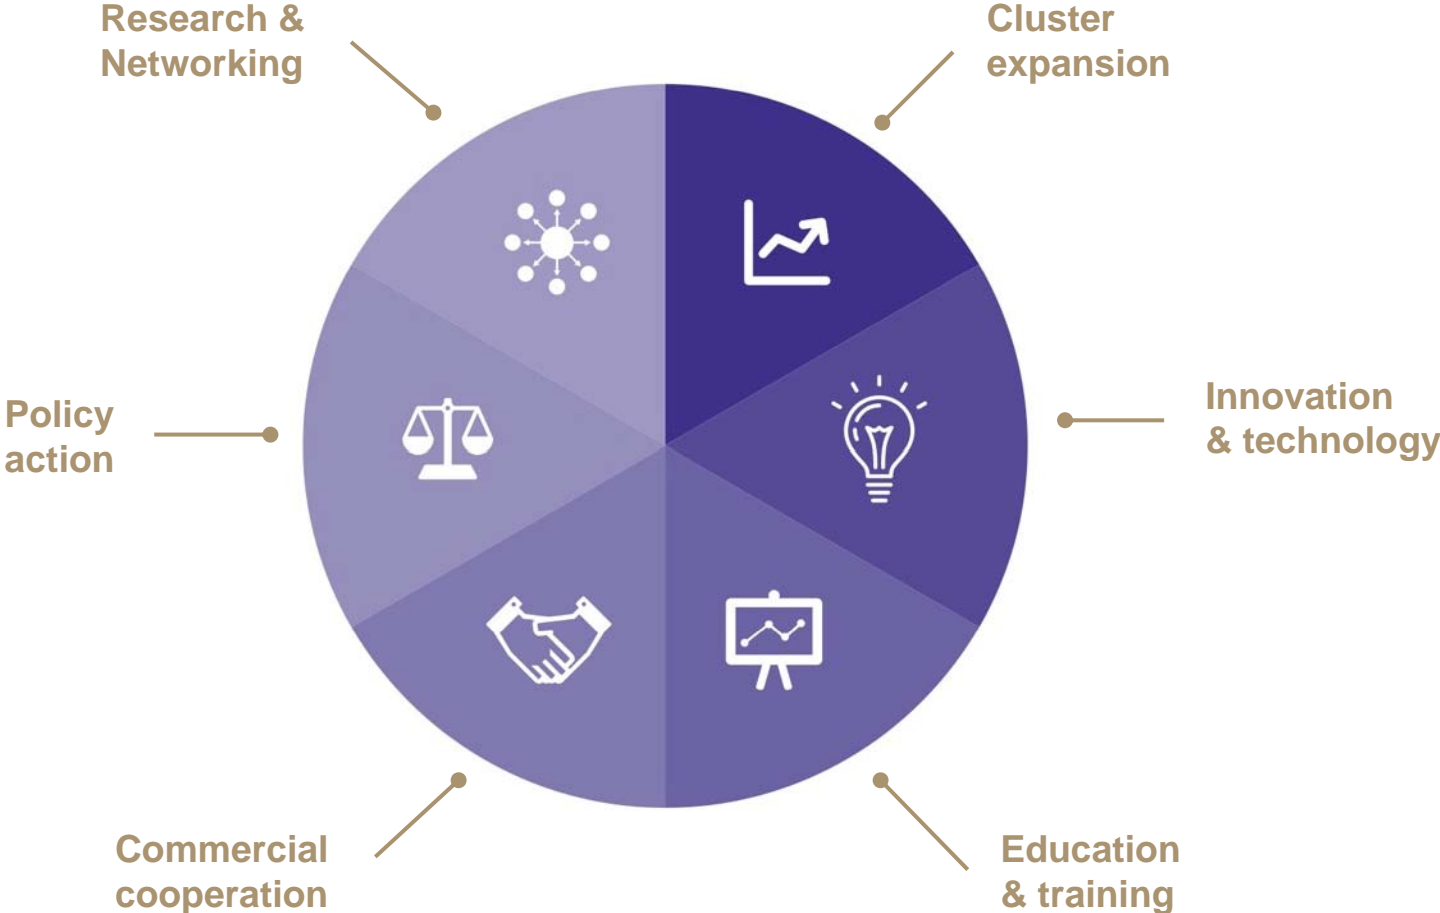 Research &
Networking
Cluster
expansion
Policy
action
Innovation
& technology
Commercial
cooperation
Education
& training